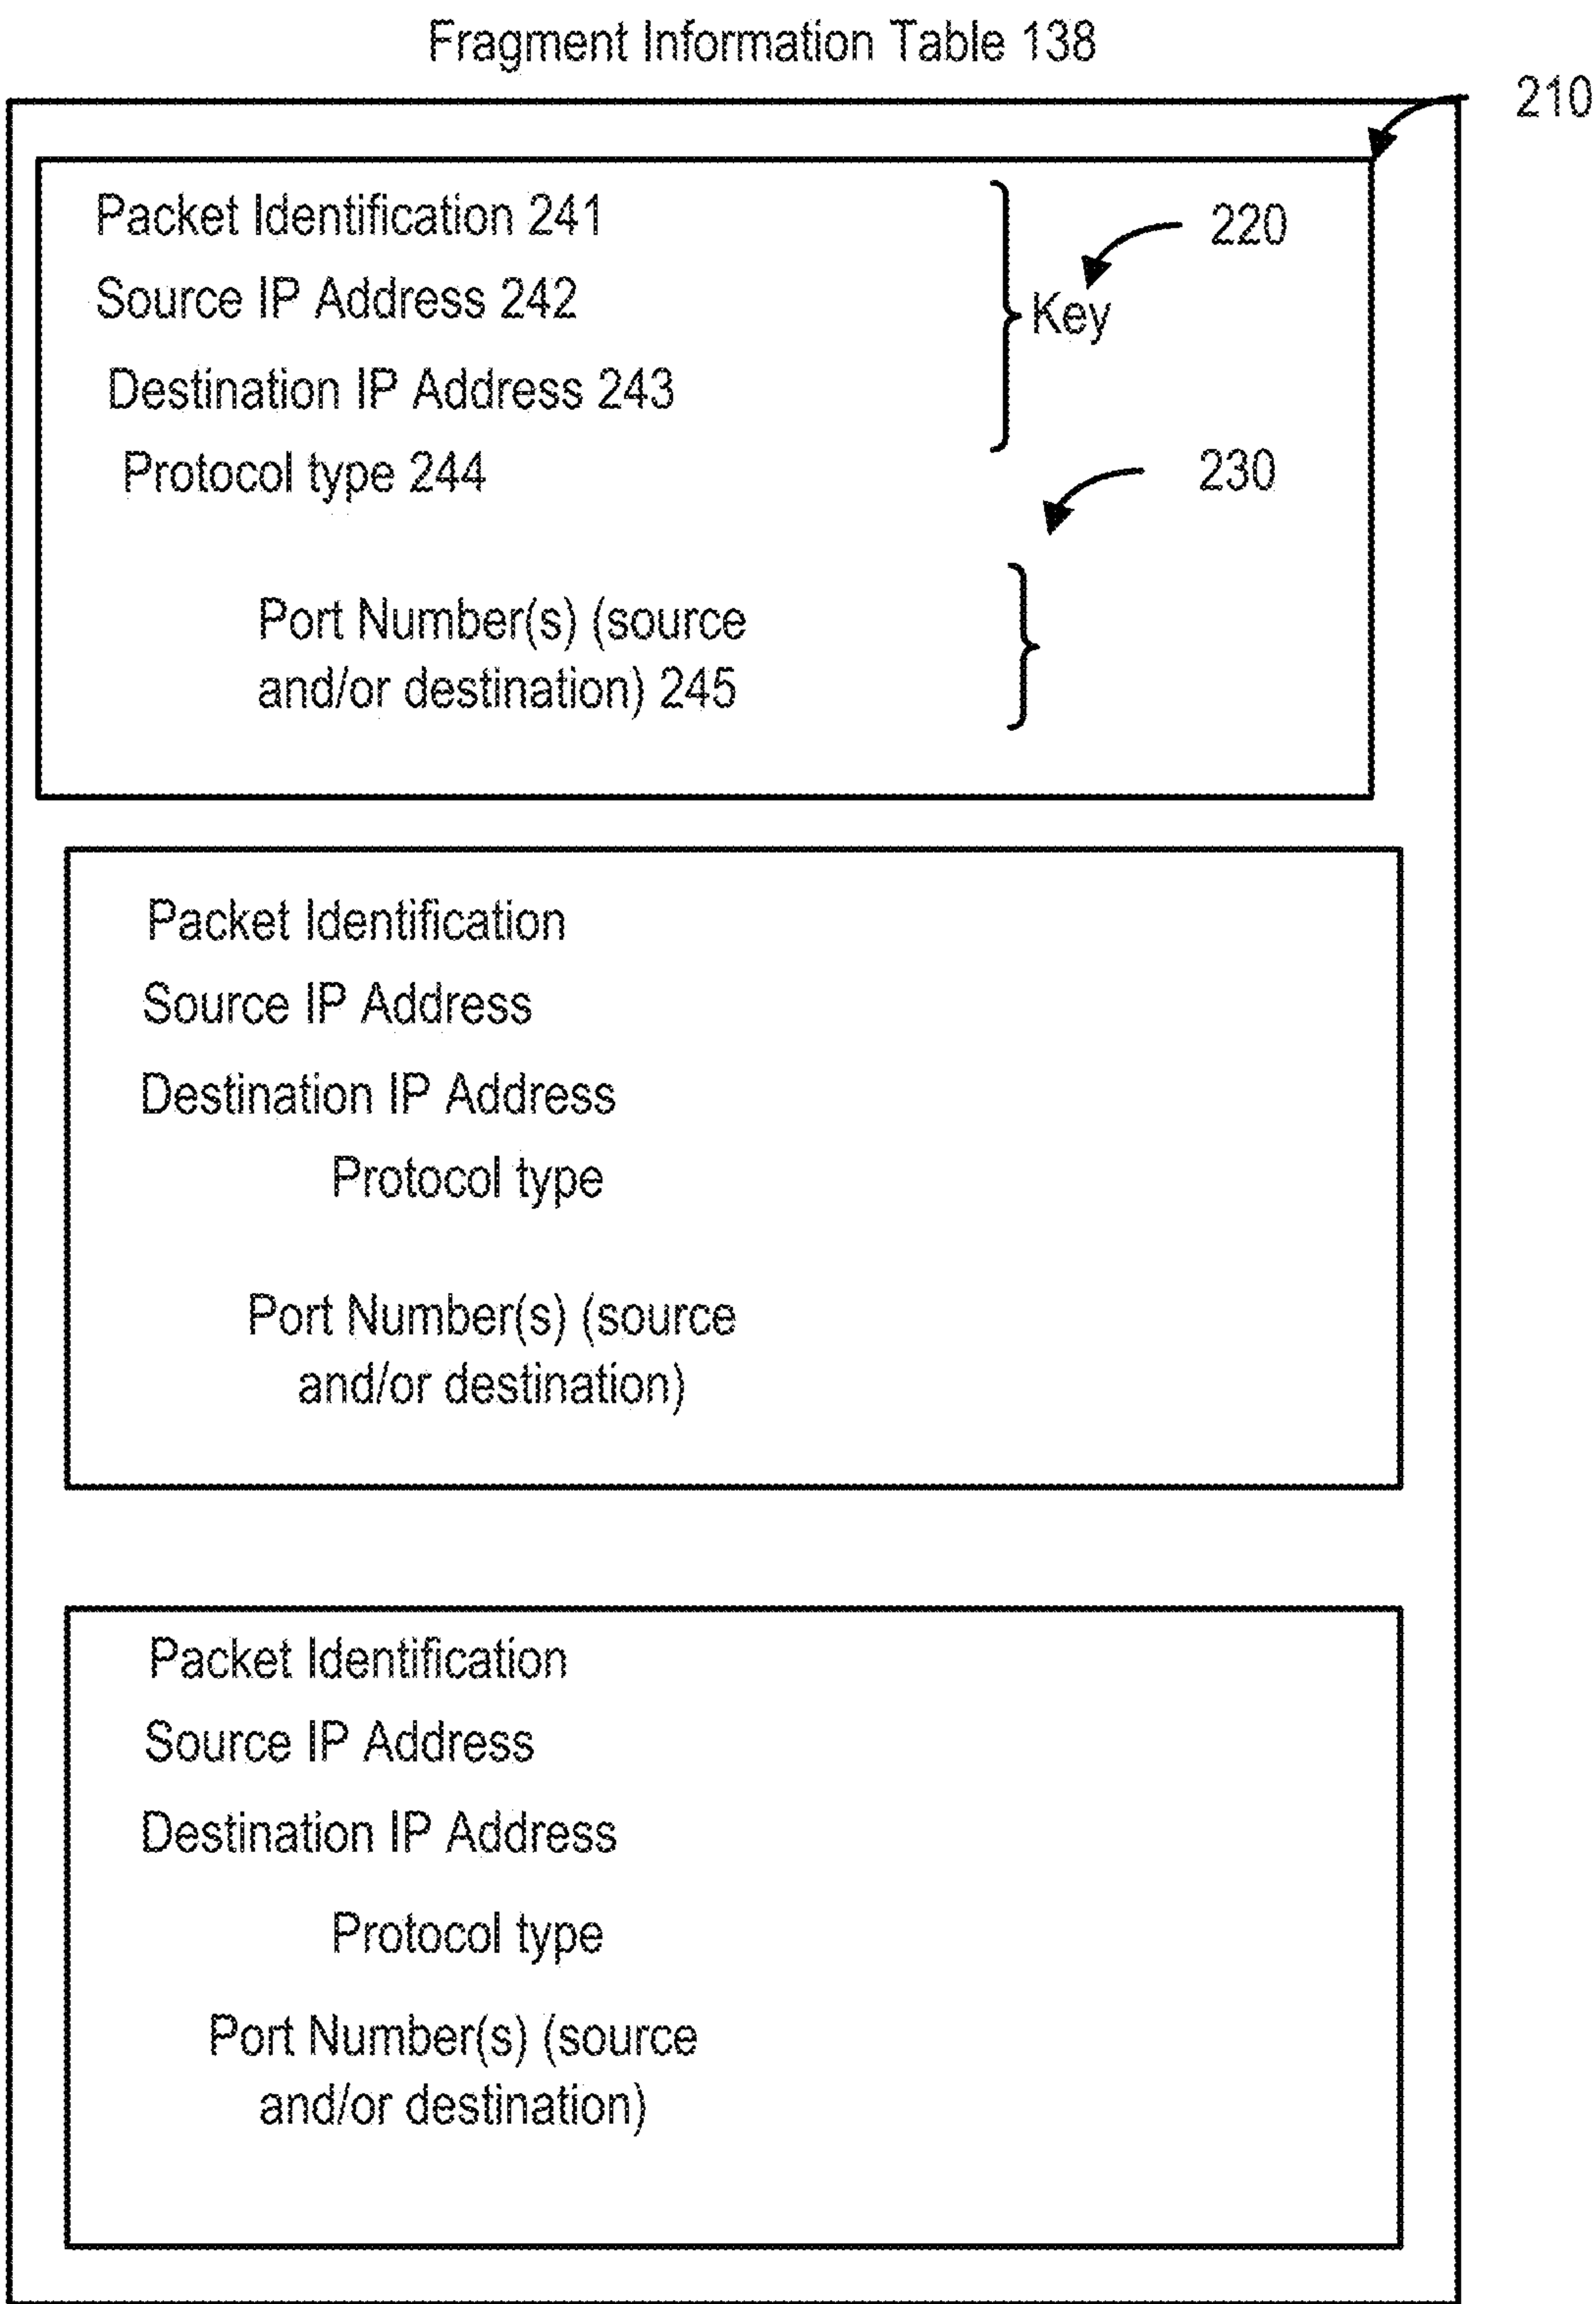 Fragment Information Table 138
210
Packet Identification 241
220
Source IP Address 242
Key
Destination IP Address 243
Protocol type 244
230
Port Number(s) (source
and/or destination) 245
Packet Identification
Source IP Address
Destination IP Address
Protocol type
Port Number(s) (source
and/or destination)
Packet Identification
Source IP Address
Destination IP Address
Protocol type
Port Number(s) (source
and/or destination)